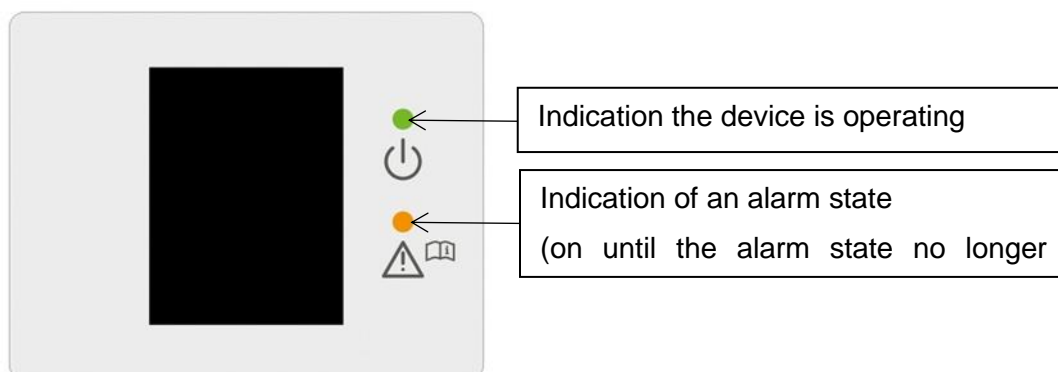 Indication the device is operating
Indication of an alarm state
(on until the alarm state no longer